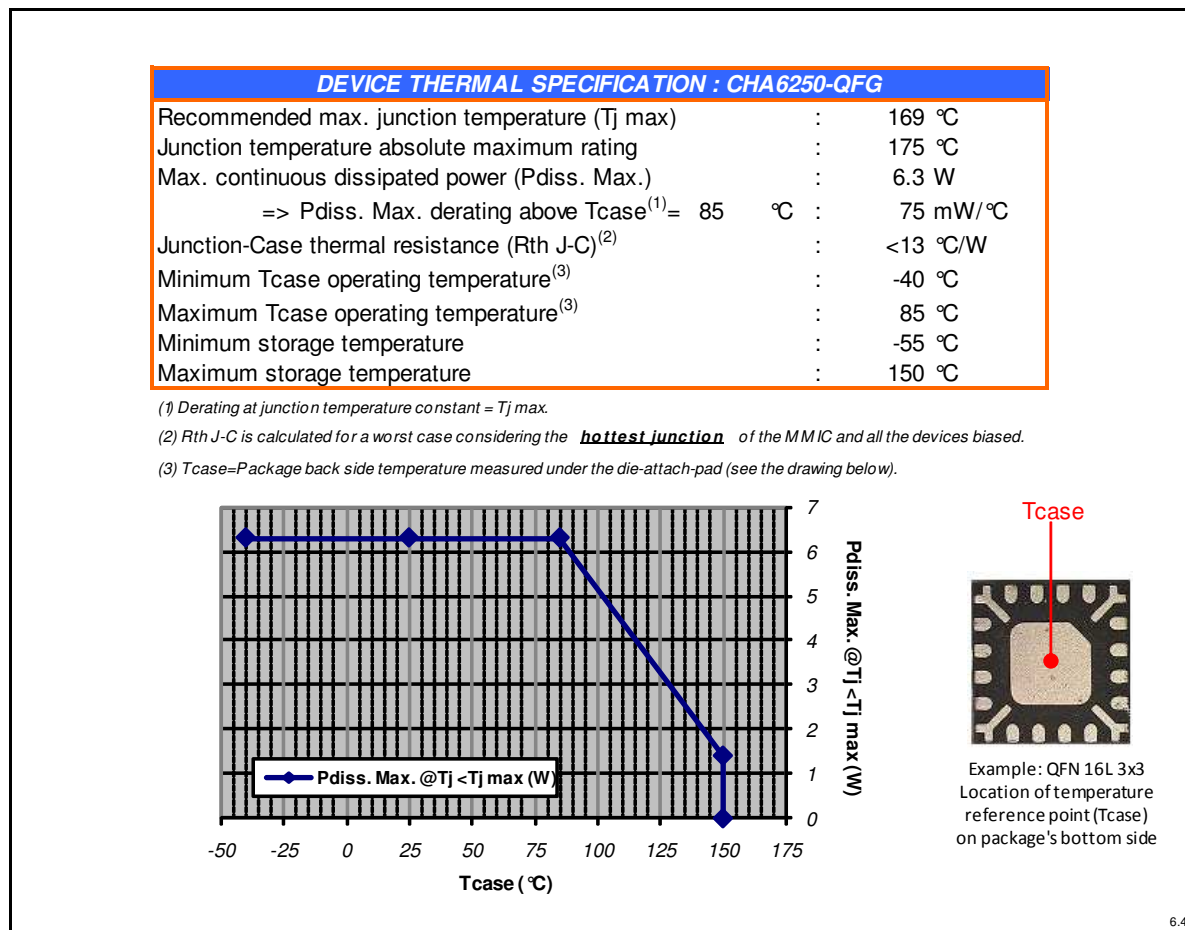 DEVICE THERMAL SPECIFICATION : CHA6250-QFG
Recommended max. junction temperature (Tj max) : 169 °C
Junction temperature absolute maximum rating : 175 °C
Max. continuous dissipated power (Pdiss. Max.) : 6.3 W
=> Pdiss. Max. derating above Tcase(1)= 85 °C : 75 mW/°C
Junction-Case thermal resistance (Rth J-C)(2) : <13 °C/W
Minimum Tcase operating temperature(3) : -40 °C
Maximum Tcase operating temperature(3) : 85 °C
Minimum storage temperature : -55 °C
Maximum storage temperature : 150 °C
(1) Derating at junction temperature constant = Tj max.
(2) Rth J-C is calculated for a worst case considering the hottest junction of the MMIC and all the devices biased.
(3) Tcase=Package back side temperature measured under the die-attach-pad (see the drawing below).
7
6
5
4
3
2
1
0
Pdiss. Max. @Tj <Tj max (W)
Pdiss. Max. @Tj <Tj max (W)
-50 -25 0 25 50 75 100 125 150 175
Tcase (°C)
Tcase
Example: QFN 16L 3x3
Location of temperature
reference point (Tcase)
on package's bottom side
6.4